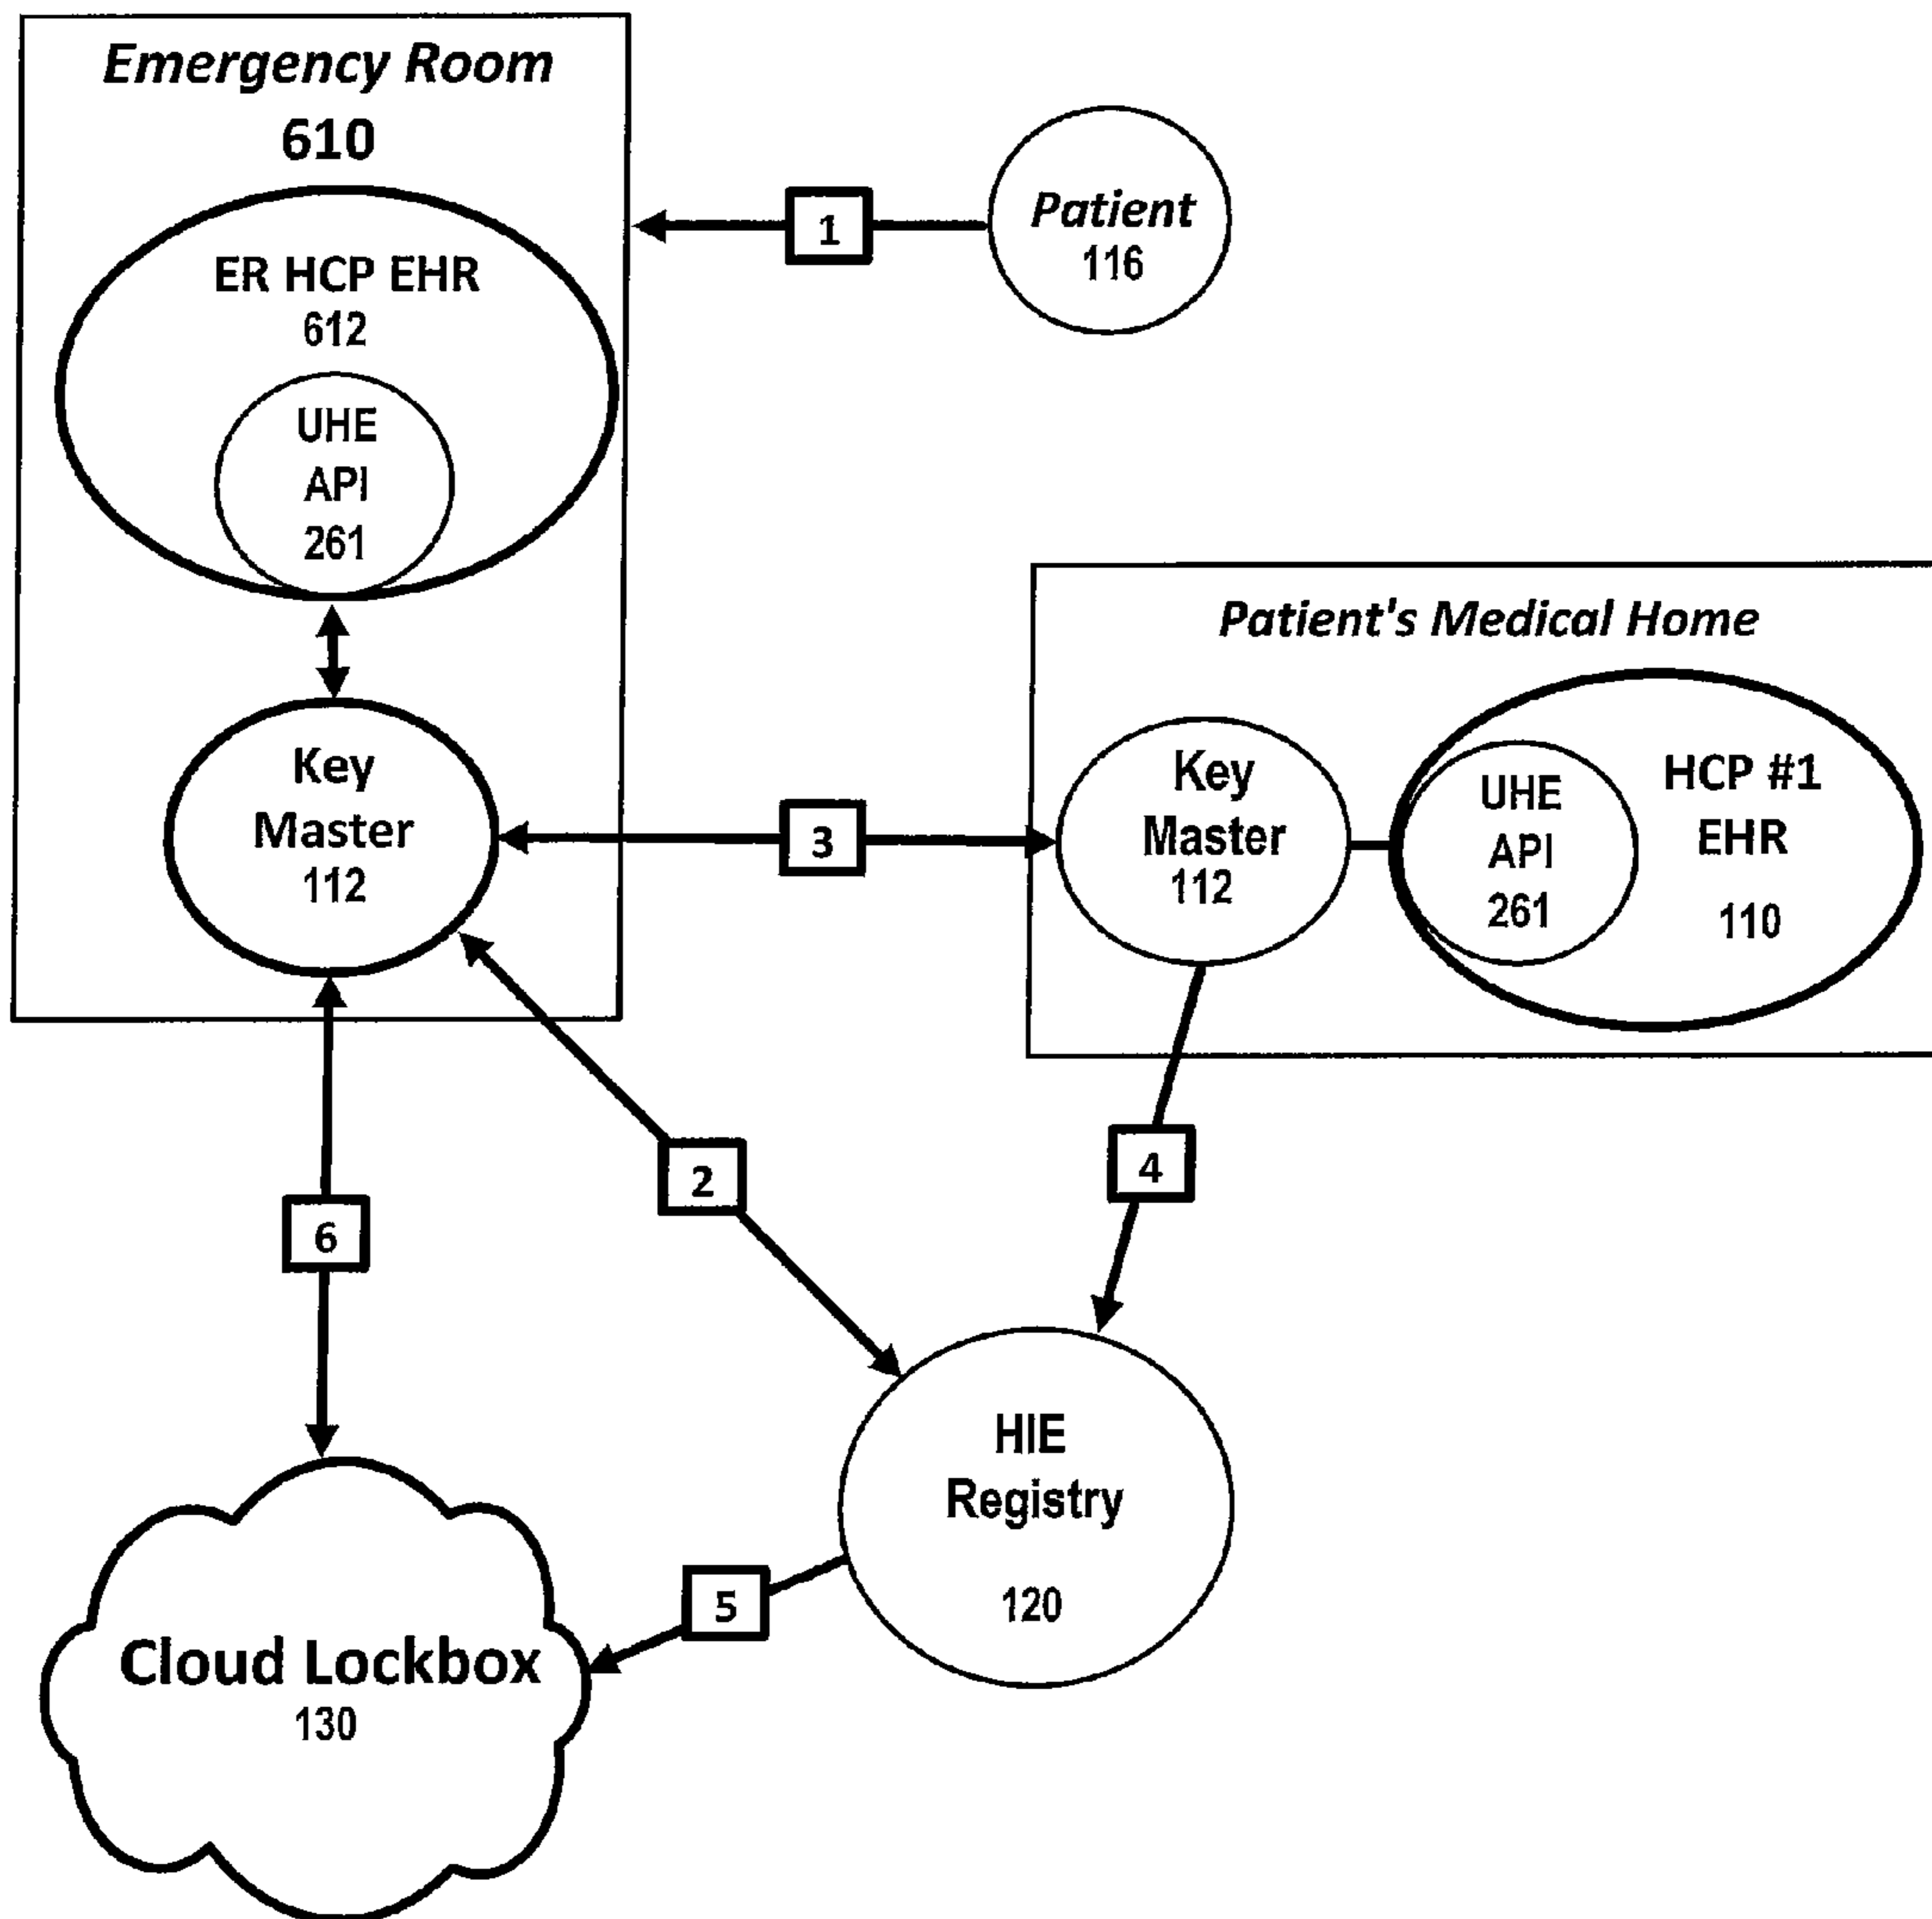 Emergency Room
610
ER HCP EHR
612
UHE
API
261
Key
Master
112
1
Patient
116
Patient's Medical Home
Key
Master
112
UHE
API
261
HCP #1
EHR
110
3
2
4
6
HIE
Registry
120
5
Cloud Lockbox
130